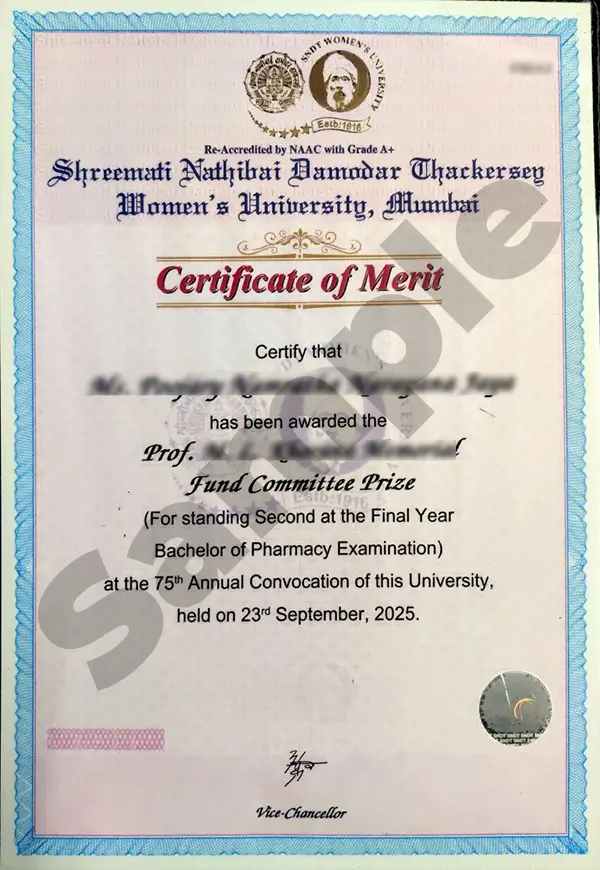 SNDT WOMEN'S UNIVERSITY
Estb:1916
Re-Accredited by NAAC with Grade A+
Shreemati Nathibai Damodar Thackersey
Women's University, Mumbai
Certificate of Merit
Certify that
has been awarded the
Prof.
Fund Committee Prize
Estb:1916
(For standing Second at the Final Year
Bachelor of Pharmacy Examination)
at the 75th Annual Convocation of this University,
held on 23rd September, 2025.
Sample
Vice-Chancellor